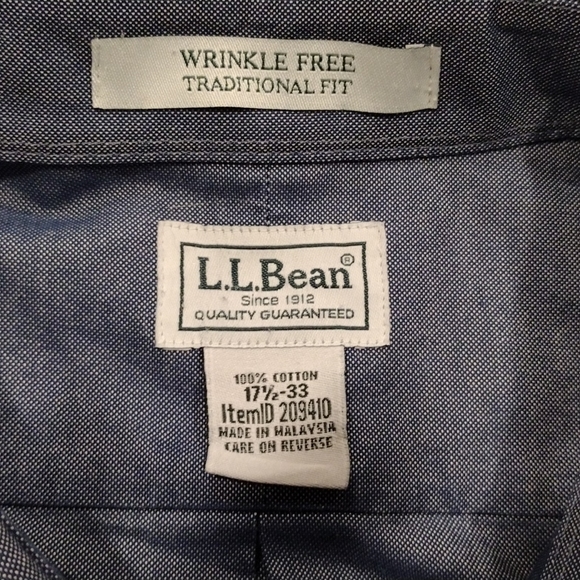 WRINKLE FREE
TRADITIONAL FIT
L.L.Bean®
Since 1912
QUALITY GUARANTEED
100% COTTON
17½-33
ItemID 209410
MADE IN MALAYSIA
CARE ON REVERSE